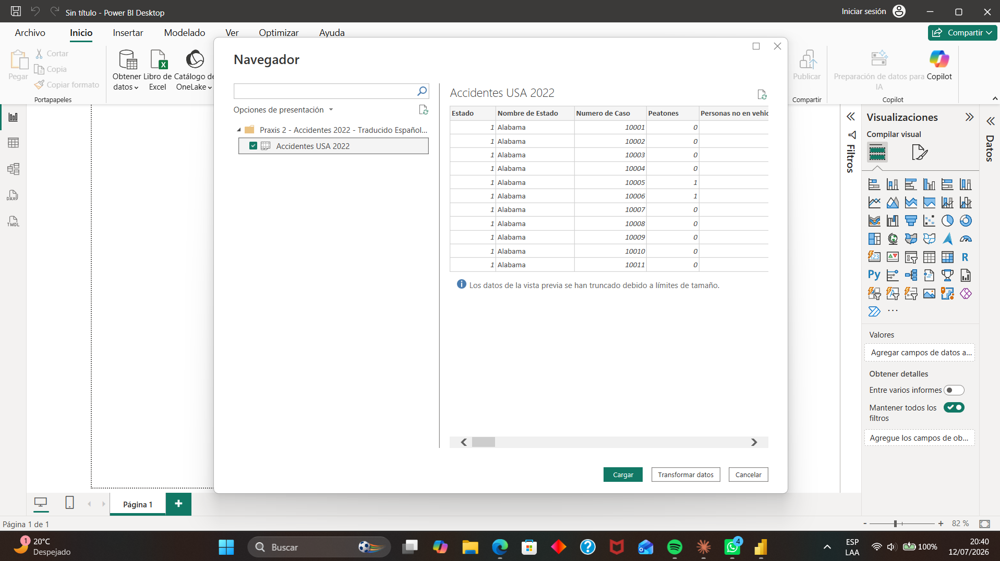 Sin título - Power BI Desktop
Iniciar sesión
Archivo
Inicio
Insertar
Modelado
Ver
Optimizar
Ayuda
Compartir
Pegar
Cortar
Copia
Copiar formato
Portapapeles
Obtener datos
Libro de Excel
Catálogo de OneLake
Publicar
Compartir
Preparación de datos para IA
Copilot
Copilot
Navegador
Opciones de presentación
Praxis 2 - Accidentes 2022 - Traducido Español...
Accidentes USA 2022
Accidentes USA 2022
Estado Nombre de Estado Numero de Caso Peatones Personas no en vehic
1 Alabama 10001 0
1 Alabama 10002 0
1 Alabama 10003 0
1 Alabama 10004 0
1 Alabama 10005 1
1 Alabama 10006 1
1 Alabama 10007 0
1 Alabama 10008 0
1 Alabama 10009 0
1 Alabama 10010 0
1 Alabama 10011 0
Los datos de la vista previa se han truncado debido a límites de tamaño.
Cargar
Transformar datos
Cancelar
Filtros
Visualizaciones
Compilar visual
123
R
Py
...
Valores
Agregar campos de datos a...
Obtener detalles
Entre varios informes
Mantener todos los filtros
Agregue los campos de ob...
Datos
DAX
TMDL
Página 1
+
Página 1 de 1
- + 82 %
1
20°C
Despejado
Buscar
4
ESP
LAA
100%
20:40
12/07/2026